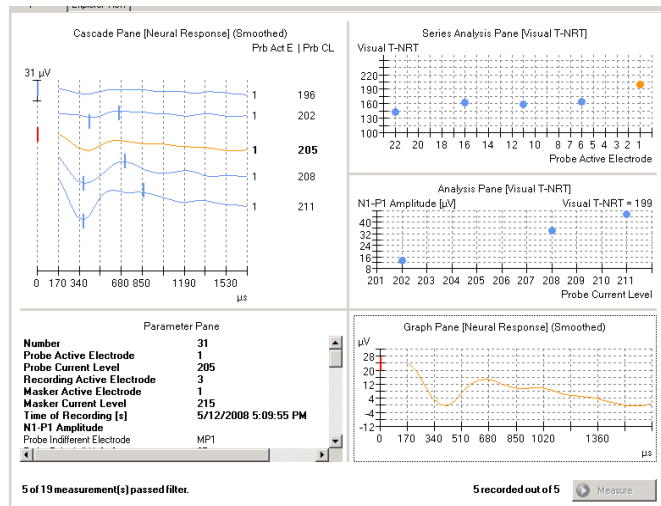 Cascade Pane [Neural Response] (Smoothed)
Prb Act E | Prb CL
31 µV
1 196
1 202
1 205
1 208
1 211
0 170 340 680 850 1190 1530
µs
Series Analysis Pane [Visual T-NRT]
Visual T-NRT
220
190
160
130
100
22 20 18 16 14 12 10 8 7 6 5 4 3 2 1
Probe Active Electrode
Analysis Pane [Visual T-NRT]
N1-P1 Amplitude [µV] Visual T-NRT = 199
40
32
24
16
8
201 202 203 204 205 206 207 208 209 210 211
Probe Current Level
Parameter Pane
Number 31
Probe Active Electrode 1
Probe Current Level 205
Recording Active Electrode 3
Masker Active Electrode 1
Masker Current Level 215
Time of Recording [s] 5/12/2008 5:09:55 PM
N1-P1 Amplitude
Probe Indifferent Electrode MP1
Graph Pane [Neural Response] (Smoothed)
µV
28
20
12
4
-4
-12
0 170 340 510 680 850 1020 1360
µs
5 of 19 measurement(s) passed filter.
5 recorded out of 5
Measure